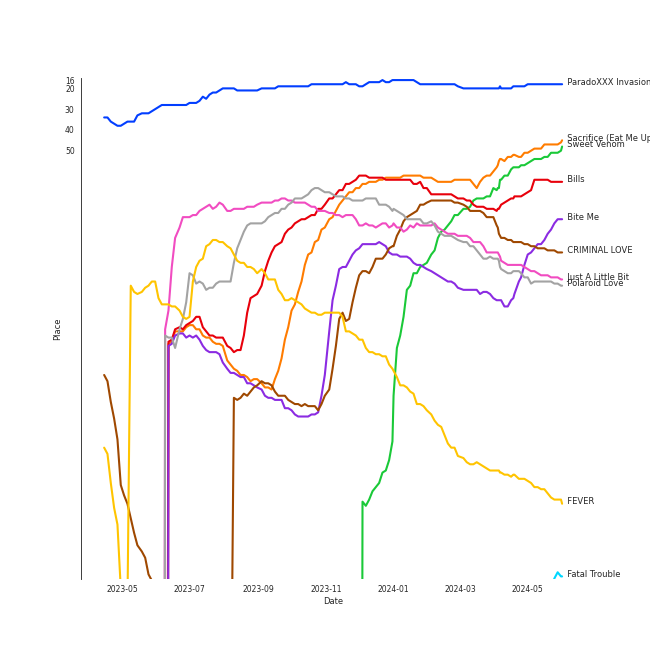 16
20
30
40
50
Place
ParadoXXX Invasion
Sacrifice (Eat Me Up
Sweet Venom
Bills
Bite Me
CRIMINAL LOVE
Just A Little Bit
Polaroid Love
FEVER
Fatal Trouble
2023-05
2023-07
2023-09
2023-11
2024-01
2024-03
2024-05
Date